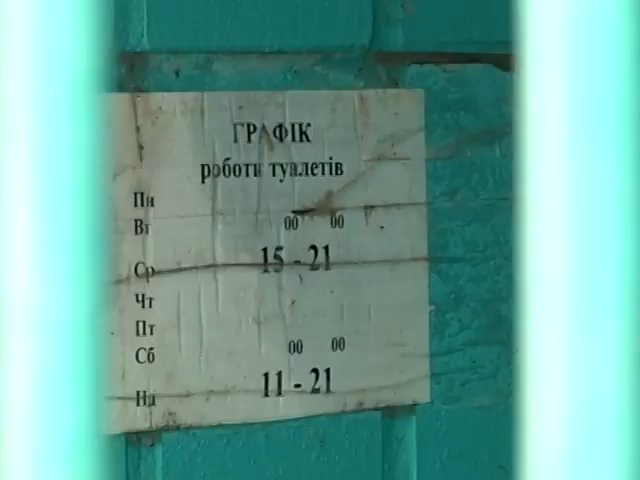 ГРАФІК
роботи туалетів
Пн
Вт 00 00
Ср 15 - 21
Чт
Пт
Сб 00 00
Нд 11 - 21